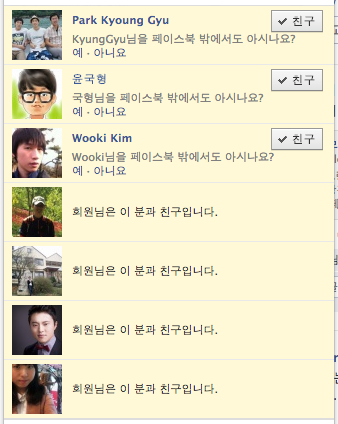 Park Kyoung Gyu
✓ 친구
KyungGyu님을 페이스북 밖에서도 아시나요?
예 · 아니요
윤국형
✓ 친구
국형님을 페이스북 밖에서도 아시나요?
예 · 아니요
Wooki Kim
✓ 친구
Wooki님을 페이스북 밖에서도 아시나요?
예 · 아니요
회원님은 이 분과 친구입니다.
회원님은 이 분과 친구입니다.
회원님은 이 분과 친구입니다.
회원님은 이 분과 친구입니다.